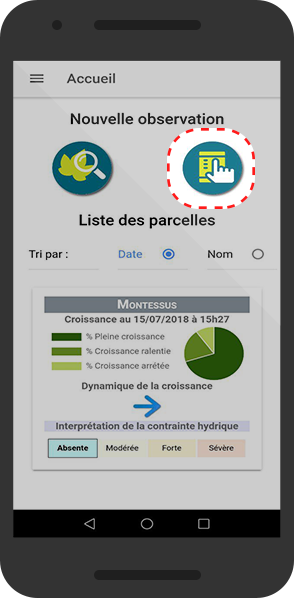 Accueil
Nouvelle observation
Liste des parcelles
Tri par : Date Nom
MONTESSUS
Croissance au 15/07/2018 à 15h27
% Pleine croissance
% Croissance ralentie
% Croissance arrêtée
Dynamique de la croissance
Interprétation de la contrainte hydrique
Absente Modérée Forte Sévère